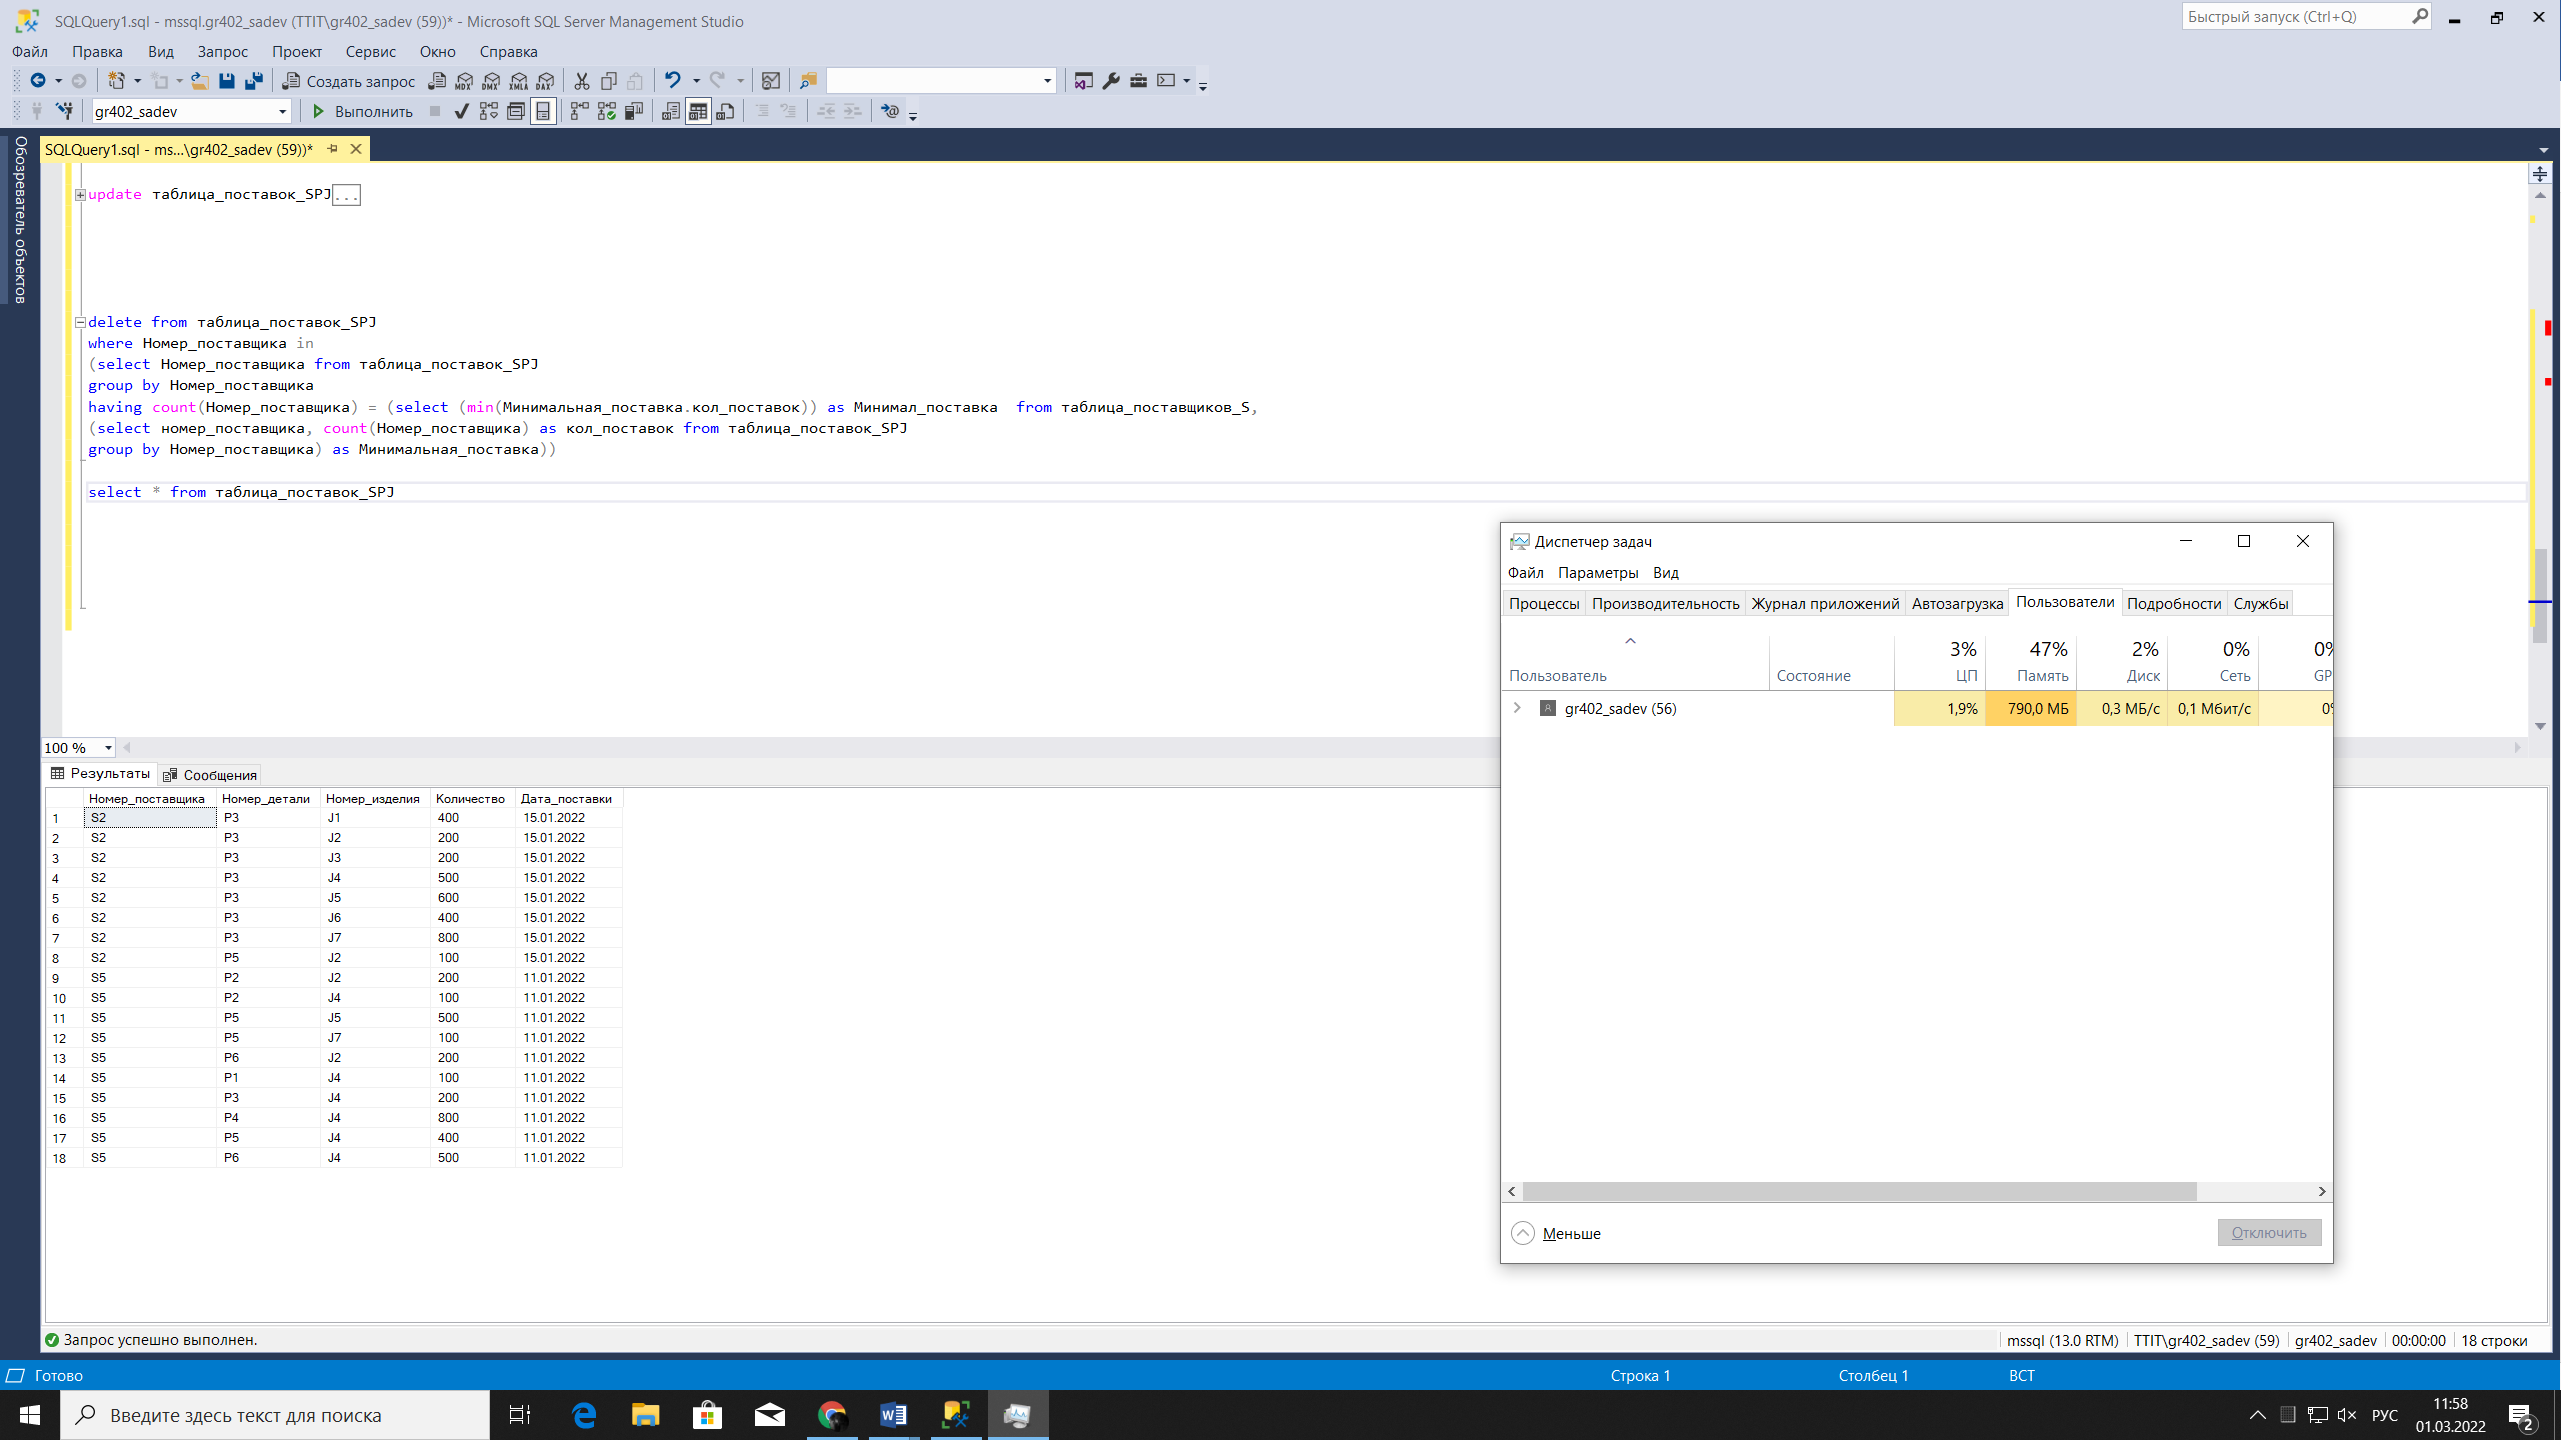 SQLQuery1.sql - mssql.gr402_sadev (TTIT\gr402_sadev (59))* - Microsoft SQL Server Management Studio
Быстрый запуск (Ctrl+Q)
Файл Правка Вид Запрос Проект Сервис Окно Справка
Создать запрос MDX DMX XMLA DAX
gr402_sadev Выполнить
Обозреватель объектов
SQLQuery1.sql - ms...\gr402_sadev (59))*
update таблица_поставок_SPJ...
delete from таблица_поставок_SPJ
where Номер_поставщика in
(select Номер_поставщика from таблица_поставок_SPJ
group by Номер_поставщика
having count(Номер_поставщика) = (select (min(Минимальная_поставка.кол_поставок)) as Минимал_поставка  from таблица_поставщиков_S,
(select номер_поставщика, count(Номер_поставщика) as кол_поставок from таблица_поставок_SPJ
group by Номер_поставщика) as Минимальная_поставка))
select * from таблица_поставок_SPJ
100 %
Результаты Сообщения
Номер_поставщика Номер_детали Номер_изделия Количество Дата_поставки
1 S2 P3 J1 400 15.01.2022
2 S2 P3 J2 200 15.01.2022
3 S2 P3 J3 200 15.01.2022
4 S2 P3 J4 500 15.01.2022
5 S2 P3 J5 600 15.01.2022
6 S2 P3 J6 400 15.01.2022
7 S2 P3 J7 800 15.01.2022
8 S2 P5 J2 100 15.01.2022
9 S5 P2 J2 200 11.01.2022
10 S5 P2 J4 100 11.01.2022
11 S5 P5 J5 500 11.01.2022
12 S5 P5 J7 100 11.01.2022
13 S5 P6 J2 200 11.01.2022
14 S5 P1 J4 100 11.01.2022
15 S5 P3 J4 200 11.01.2022
16 S5 P4 J4 800 11.01.2022
17 S5 P5 J4 400 11.01.2022
18 S5 P6 J4 500 11.01.2022
Диспетчер задач
Файл Параметры Вид
Процессы Производительность Журнал приложений Автозагрузка Пользователи Подробности Службы
3% 47% 2% 0% 0%
Пользователь Состояние ЦП Память Диск Сеть GP
gr402_sadev (56) 1,9% 790,0 МБ 0,3 МБ/с 0,1 Мбит/с 0%
Меньше Отключить
Запрос успешно выполнен.
mssql (13.0 RTM) TTIT\gr402_sadev (59) gr402_sadev 00:00:00 18 строки
Готово Строка 1 Столбец 1 ВСТ
Введите здесь текст для поиска
РУС 11:58
01.03.2022
2